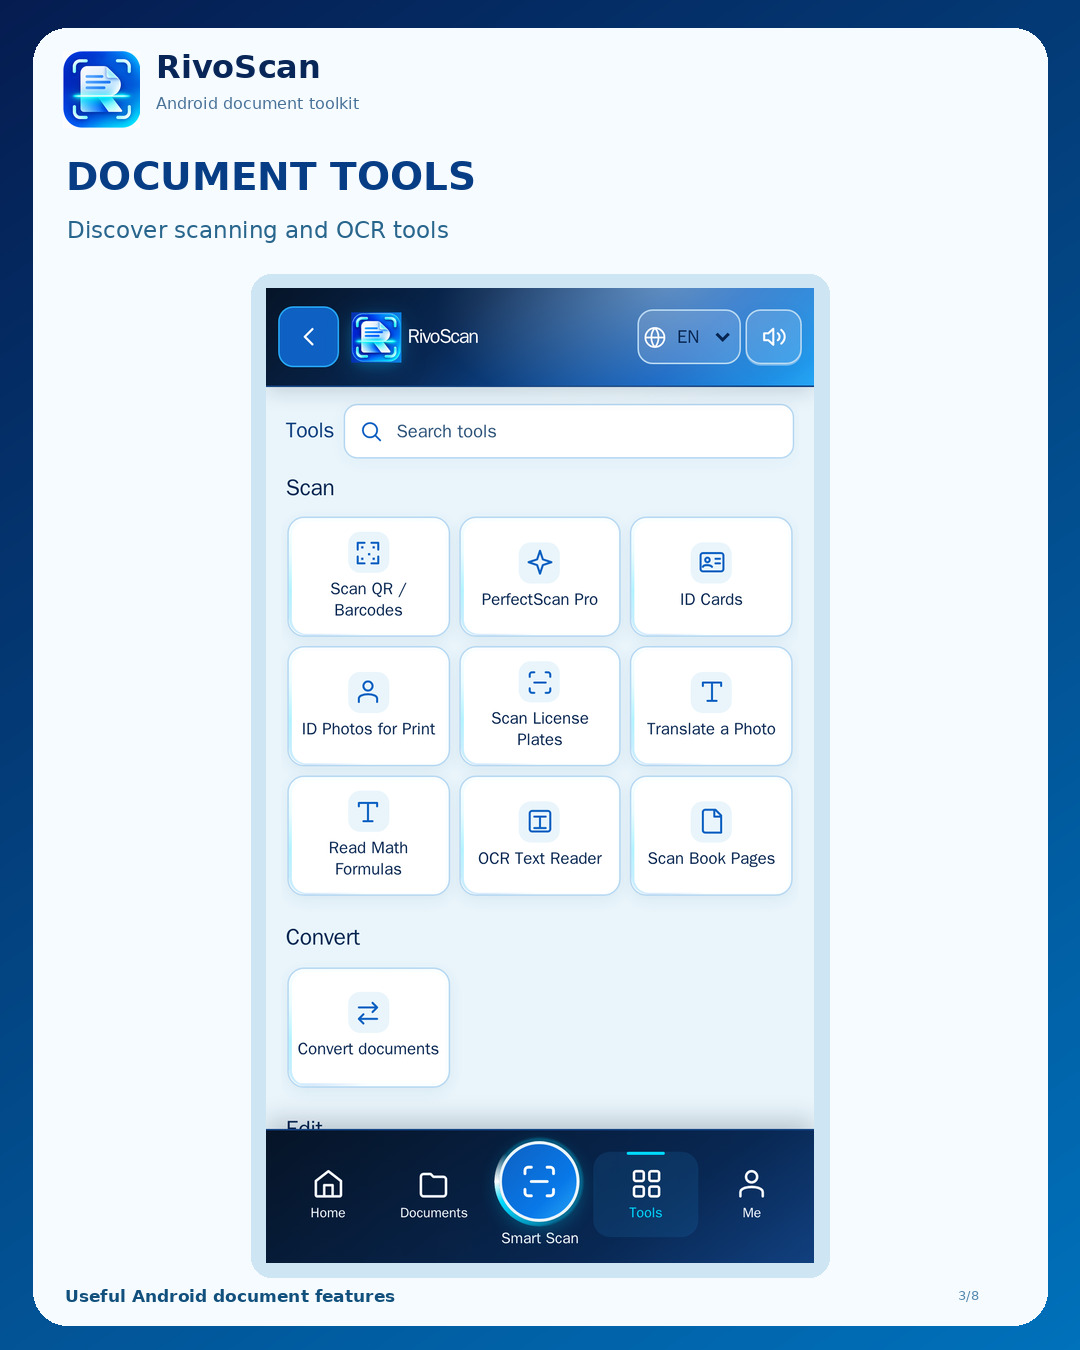 RivoScan
Android document toolkit
DOCUMENT TOOLS
Discover scanning and OCR tools
RivoScan
EN
Tools
Search tools
Scan
Scan QR /
Barcodes
PerfectScan Pro
ID Cards
ID Photos for Print
Scan License
Plates
Translate a Photo
Read Math
Formulas
OCR Text Reader
Scan Book Pages
Convert
Convert documents
Edit
Home
Documents
Smart Scan
Tools
Me
Useful Android document features
3/8